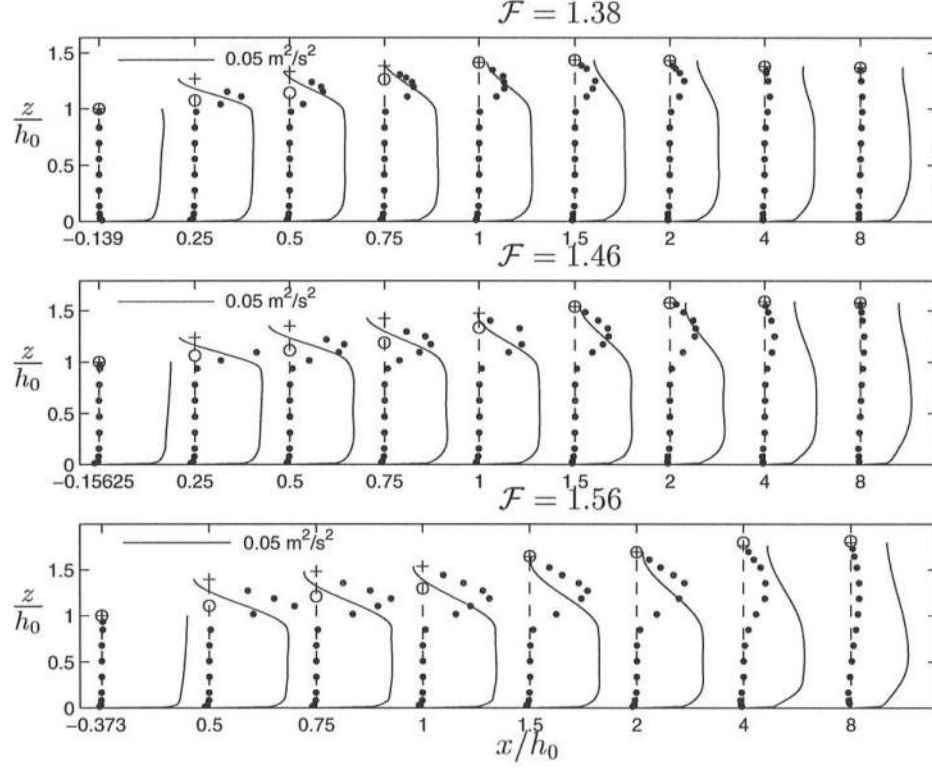 𝓕 = 1.38
0.05 m²/s²
z/h₀
1.5
1
0.5
0
−0.139 0.25 0.5 0.75 1 1.5 2 4 8
𝓕 = 1.46
0.05 m²/s²
z/h₀
1.5
1
0.5
0
−0.15625 0.25 0.5 0.75 1 1.5 2 4 8
𝓕 = 1.56
0.05 m²/s²
z/h₀
1.5
1
0.5
0
−0.373 0.5 0.75 1 1.5 2 4 8
x/h₀